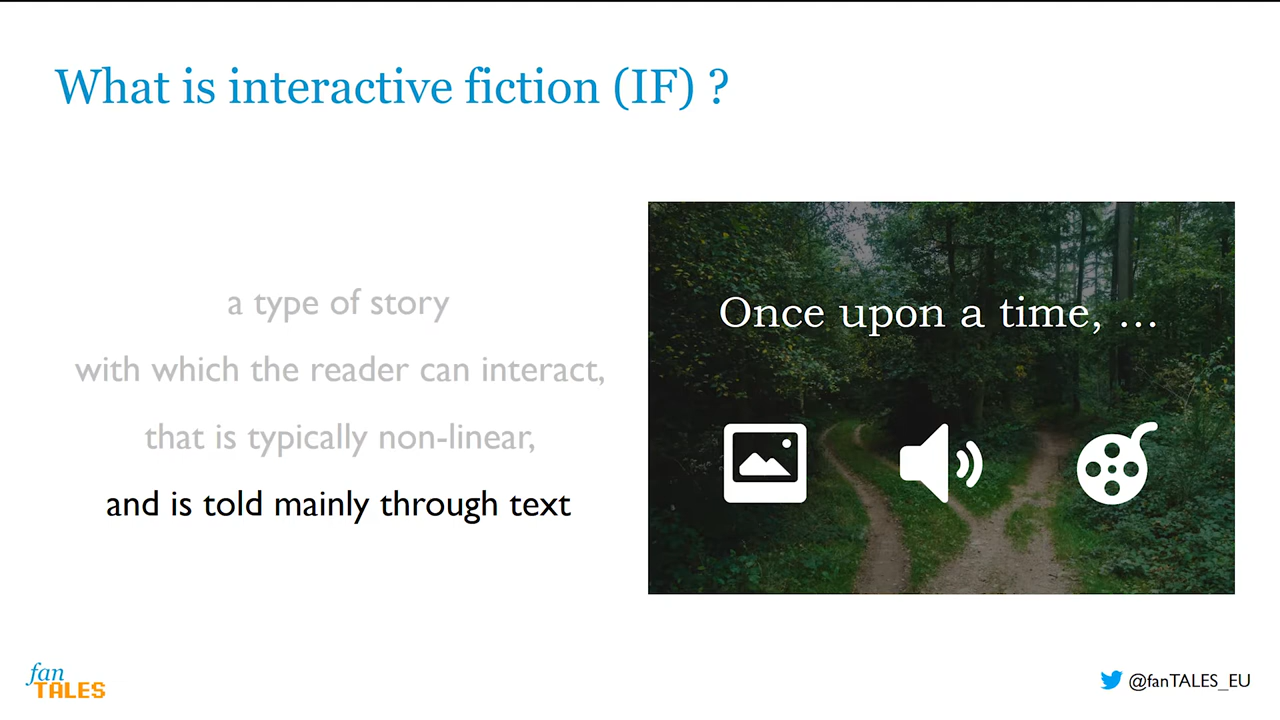 What is interactive fiction (IF) ?
a type of story
with which the reader can interact,
that is typically non-linear,
and is told mainly through text
Once upon a time, ...
fan
TALES
@fanTALES_EU